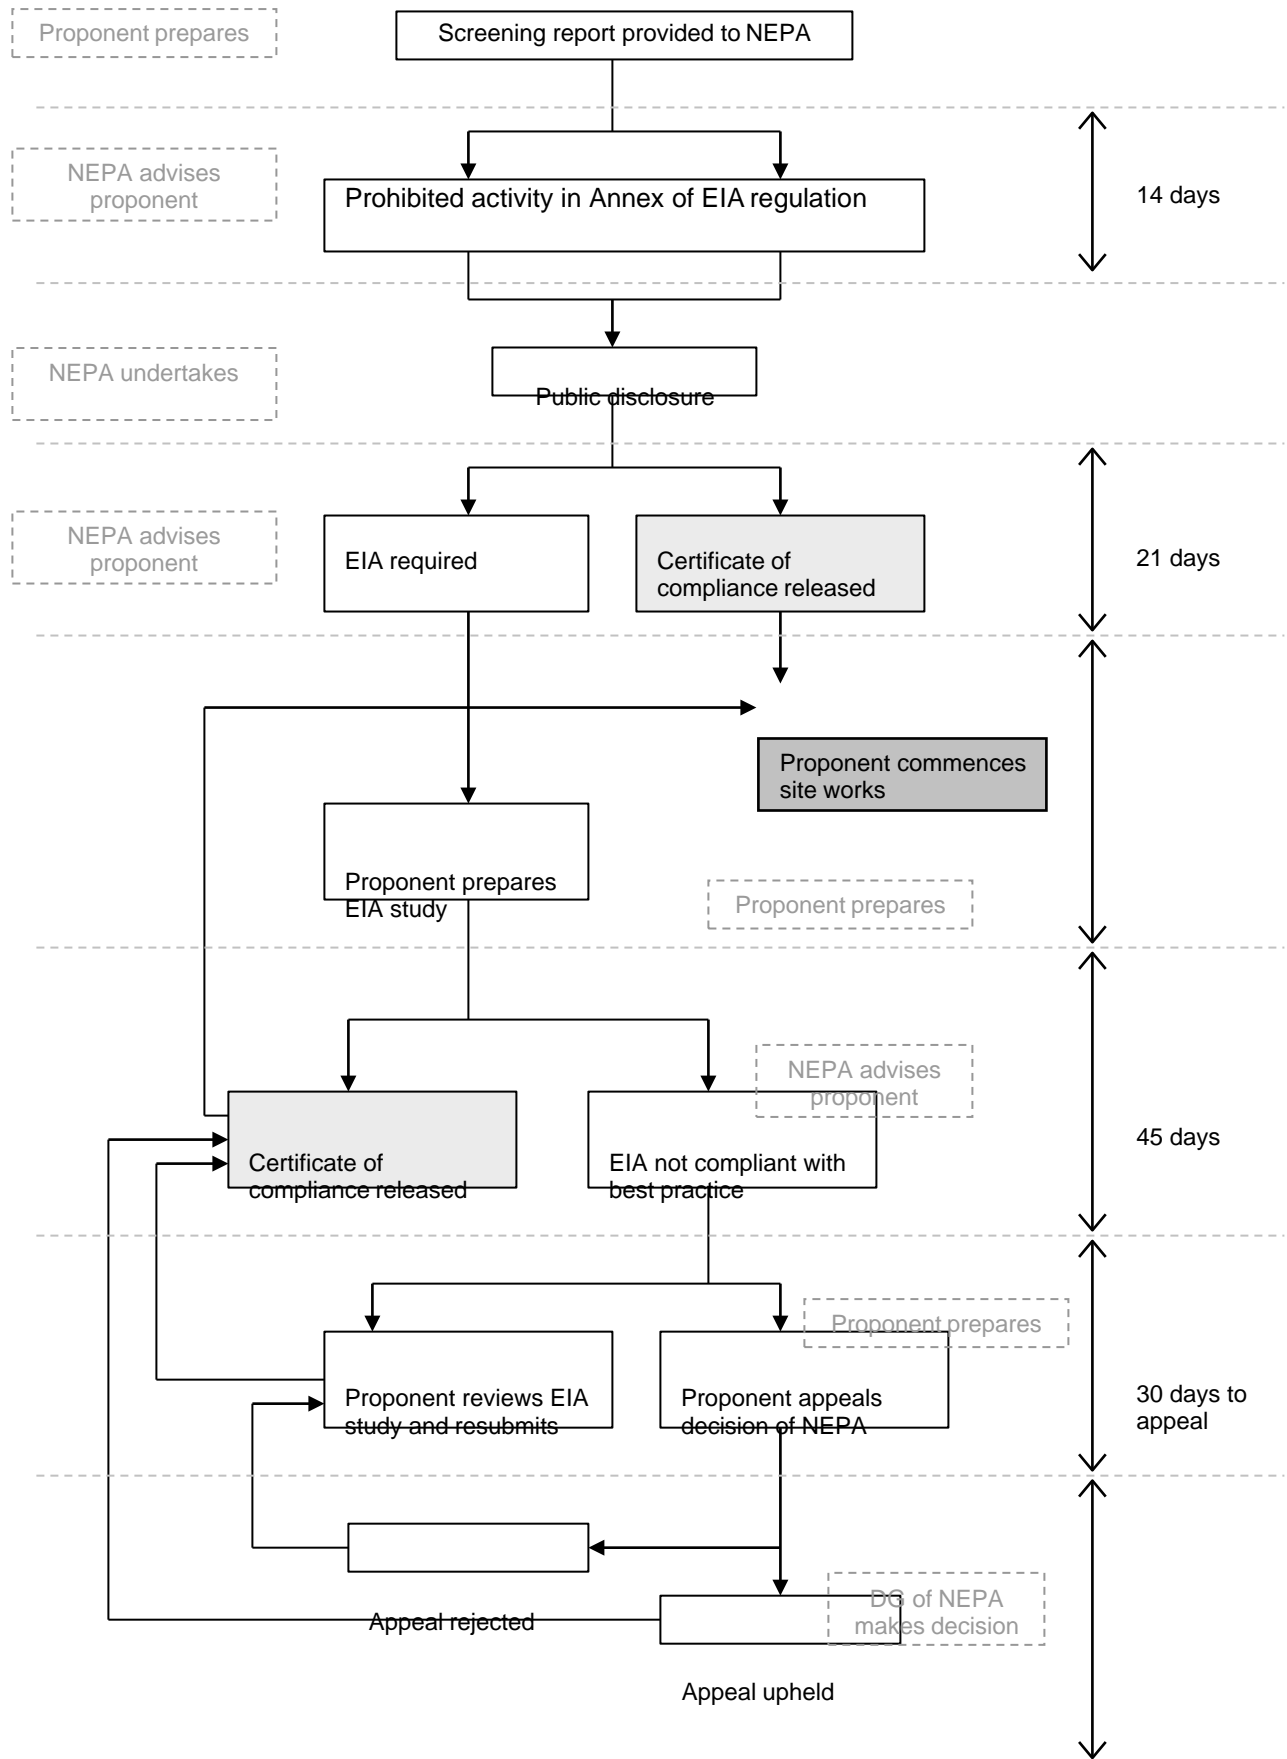 Proponent prepares
Screening report provided to NEPA
NEPA advises
proponent
Prohibited activity in Annex of EIA regulation
14 days
NEPA undertakes
Public disclosure
NEPA advises
proponent
EIA required
Certificate of
compliance released
21 days
Proponent commences
site works
Proponent prepares
EIA study
Proponent prepares
NEPA advises
proponent
Certificate of
compliance released
EIA not compliant with
best practice
45 days
Proponent prepares
Proponent reviews EIA
study and resubmits
Proponent appeals
decision of NEPA
30 days to
appeal
DG of NEPA
makes decision
Appeal rejected
Appeal upheld